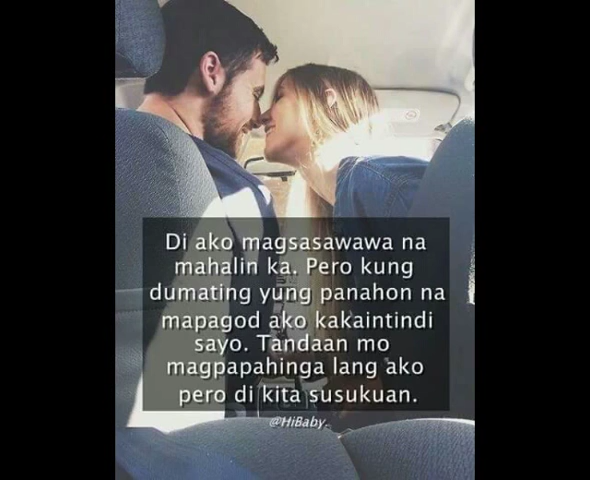 Di ako magsasawawa na
mahalin ka. Pero kung
dumating yung panahon na
mapagod ako kakaintindi
sayo. Tandaan mo
magpapahinga lang ako
pero di kita susukuan.
@HiBaby_